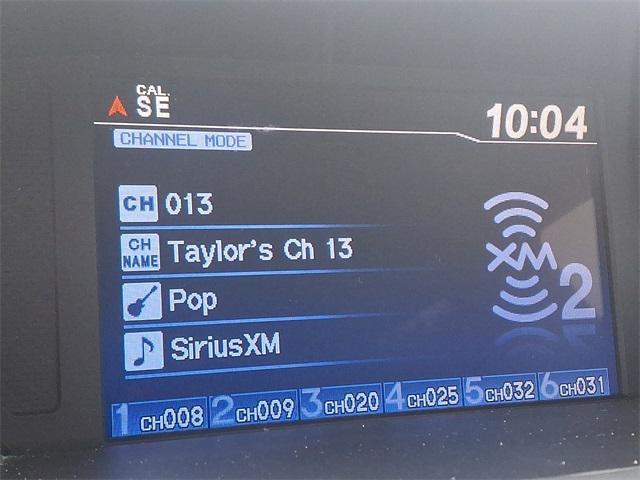 CAL.
SE
10:04
CHANNEL MODE
CH 013
CH NAME Taylor's Ch 13
Pop
SiriusXM
XM 2
1 CH008 2 CH009 3 CH020 4 CH025 5 CH032 6 CH031